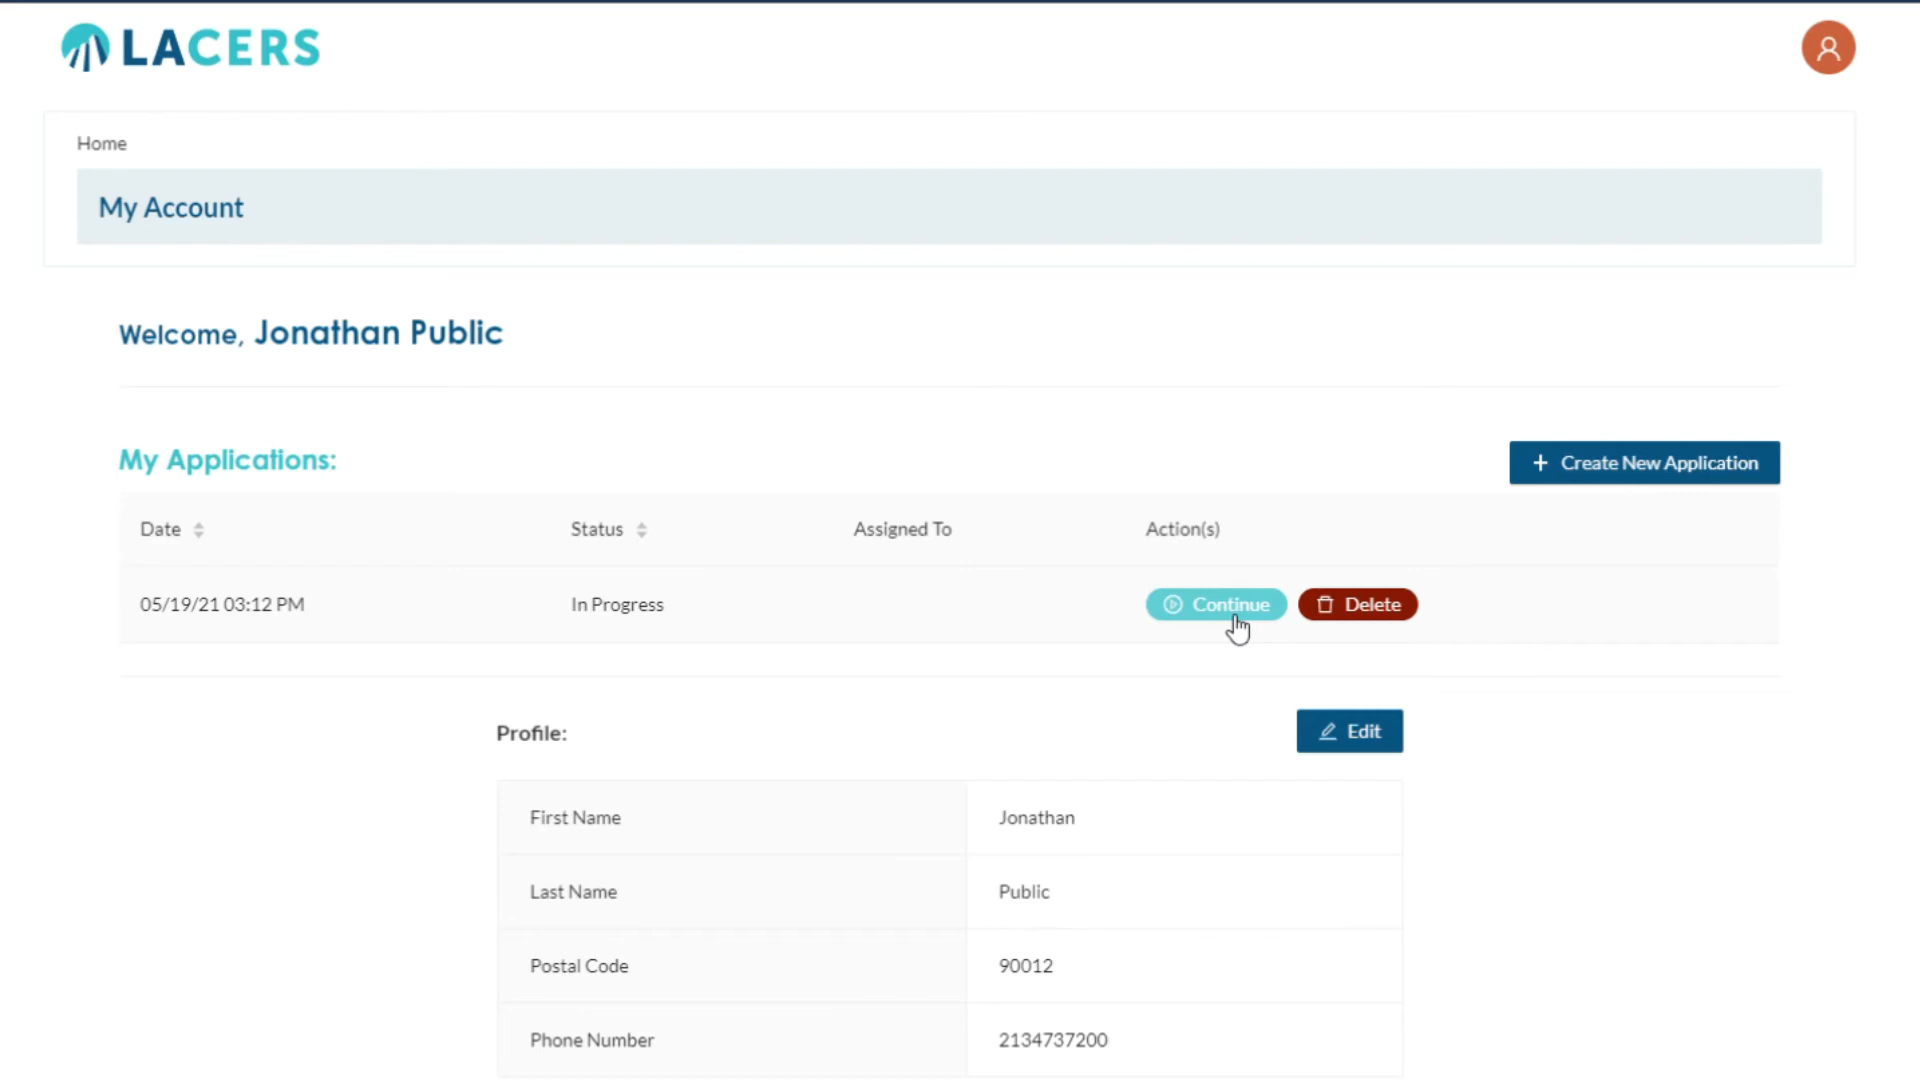 LACERS
Home
My Account
Welcome, Jonathan Public
My Applications:
+ Create New Application
Date Status Assigned To Action(s)
05/19/21 03:12 PM In Progress Continue Delete
Profile:
Edit
First Name Jonathan
Last Name Public
Postal Code 90012
Phone Number 2134737200